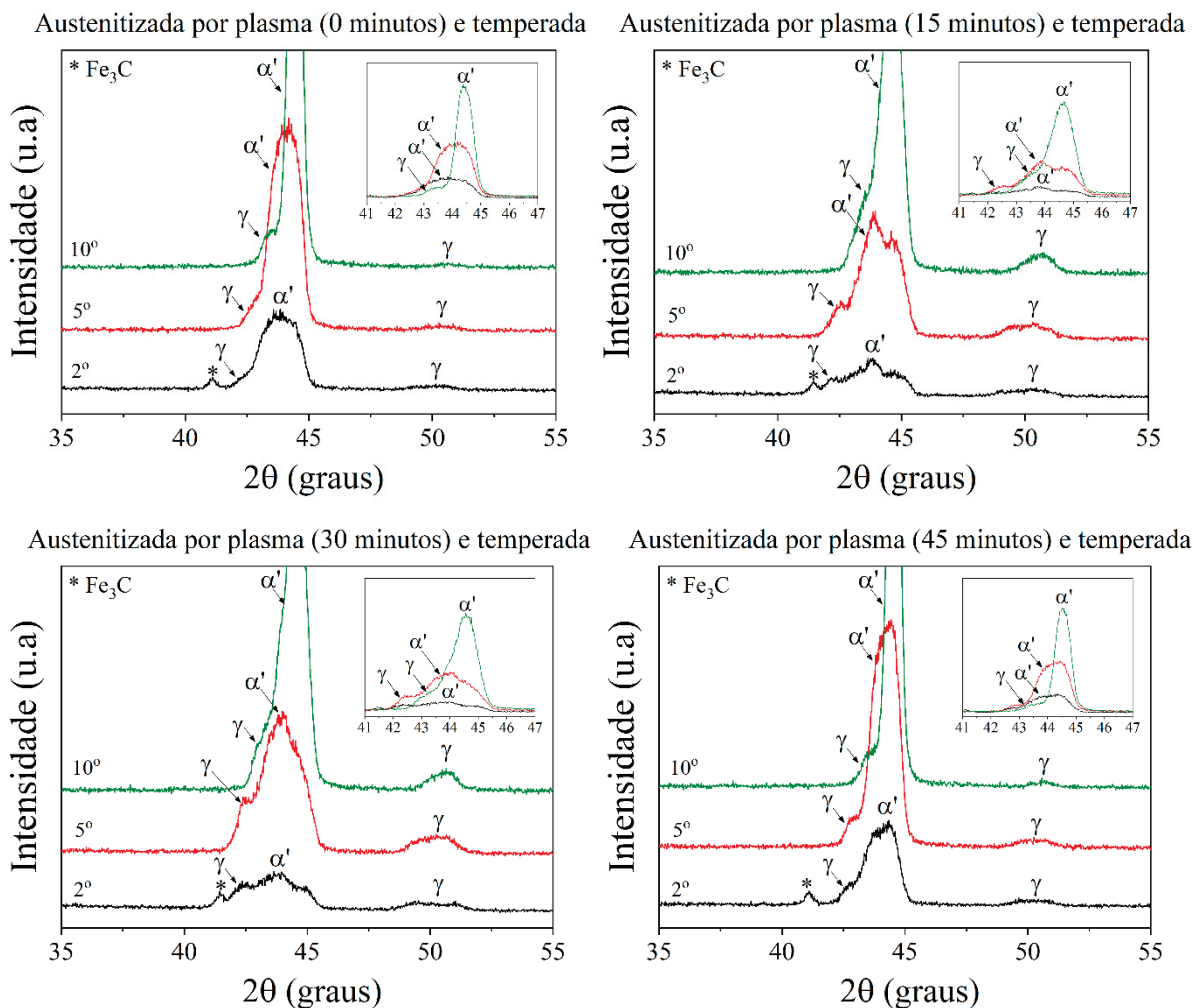 Austenitizada por plasma (0 minutos) e temperada
* Fe₃C
α'
α'
α'
α'
α'
γ
41 42 43 44 45 46 47
10º
γ
γ
5º
γ
γ
α'
2º
*
γ
γ
35 40 45 50 55
2θ (graus)
Intensidade (u.a)
Austenitizada por plasma (15 minutos) e temperada
* Fe₃C
α'
α'
α'
γ
γ
α'
41 42 43 44 45 46 47
γ
α'
10º
γ
5º
γ
γ
2º
*
γ
α'
γ
35 40 45 50 55
2θ (graus)
Intensidade (u.a)
Austenitizada por plasma (30 minutos) e temperada
* Fe₃C
α'
α'
α'
γ
γ
α'
41 42 43 44 45 46 47
α'
γ
10º
γ
γ
5º
γ
2º
*
γ
α'
γ
35 40 45 50 55
2θ (graus)
Intensidade (u.a)
Austenitizada por plasma (45 minutos) e temperada
* Fe₃C
α'
α'
α'
α'
α'
γ
41 42 43 44 45 46 47
10º
γ
γ
5º
γ
γ
α'
2º
*
γ
γ
35 40 45 50 55
2θ (graus)
Intensidade (u.a)